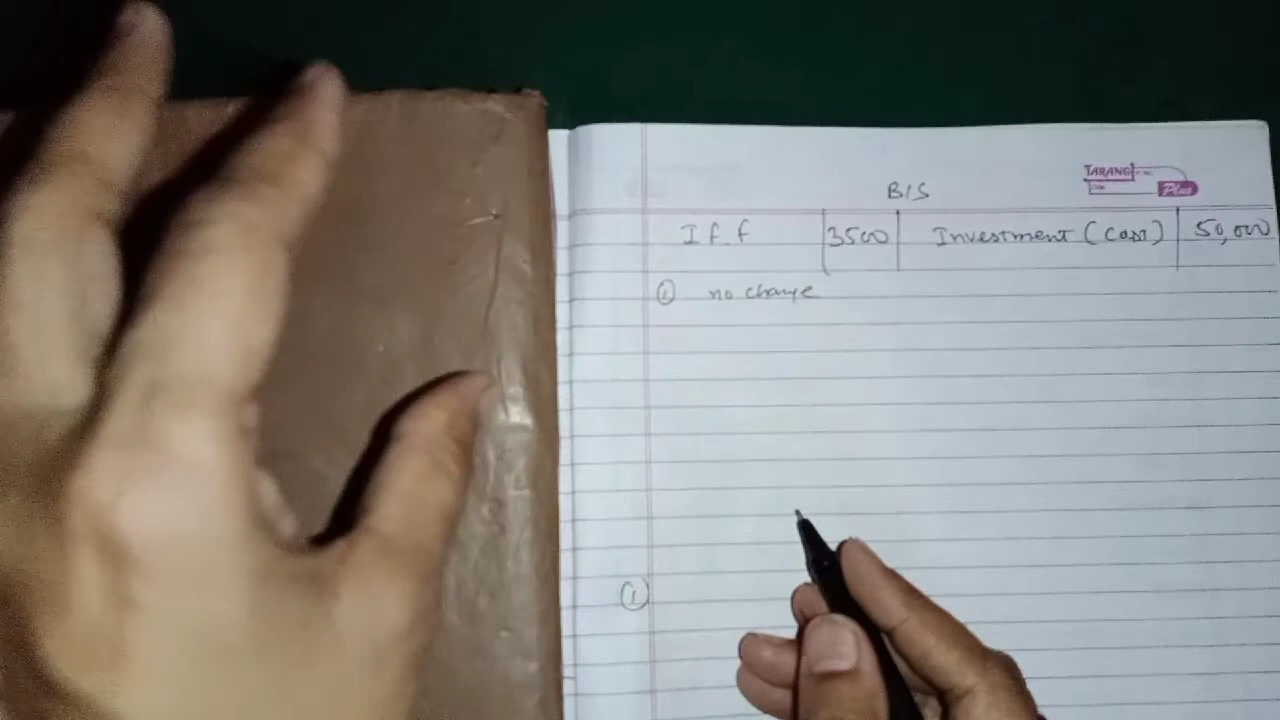 TARANG
Plus
B/S
I f.f 3500 Investment (Cost) 50,000
① no change
①